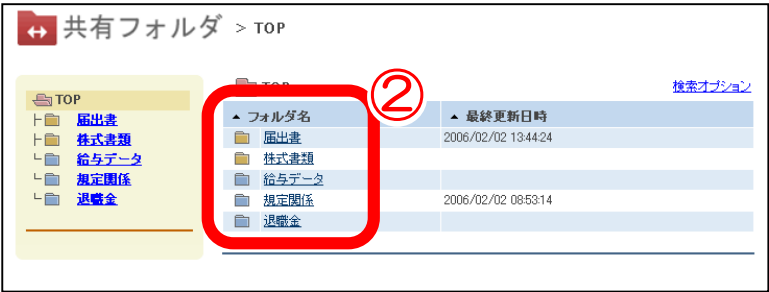 共有フォルダ > TOP
TOP
届出書
株式書類
給与データ
規定関係
退職金
TOP
②
検索オプション
▲ フォルダ名 ▲ 最終更新日時
届出書 2006/02/02 13:44:24
株式書類
給与データ
規定関係 2006/02/02 08:53:14
退職金